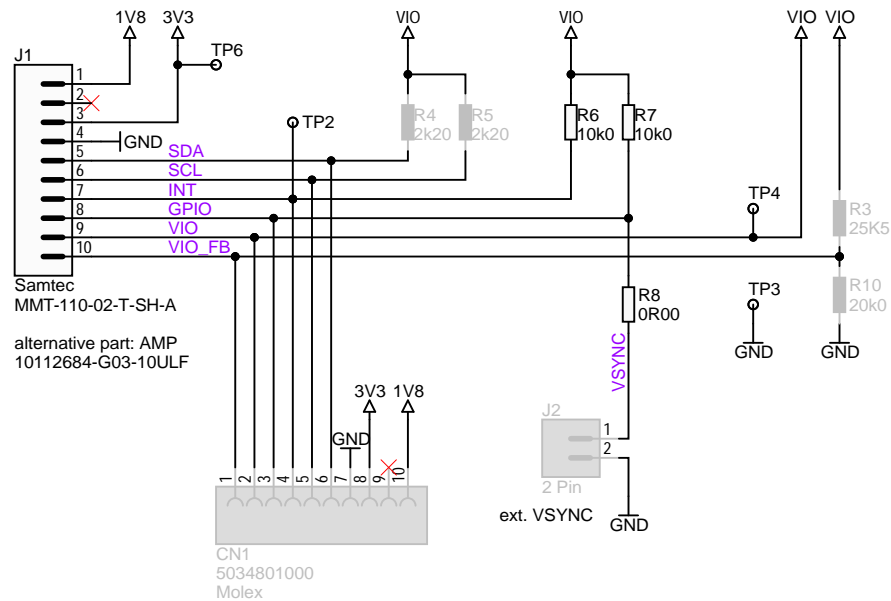 1V8 3V3 VIO VIO VIO VIO
J1
TP6
1
2
3
4 GND
5 SDA
6 SCL
7 INT
8 GPIO
9 VIO
10 VIO_FB
TP2
R4
2k20
R5
2k20
R6
10k0
R7
10k0
TP4
R3
25K5
Samtec
MMT-110-02-T-SH-A
alternative part: AMP
10112684-G03-10ULF
R8
0R00
TP3
GND
R10
20k0
GND
VSYNC
3V3 1V8
GND
J2
1
2
2 Pin
ext. VSYNC
GND
1 2 3 4 5 6 7 8 9 10
CN1
5034801000
Molex